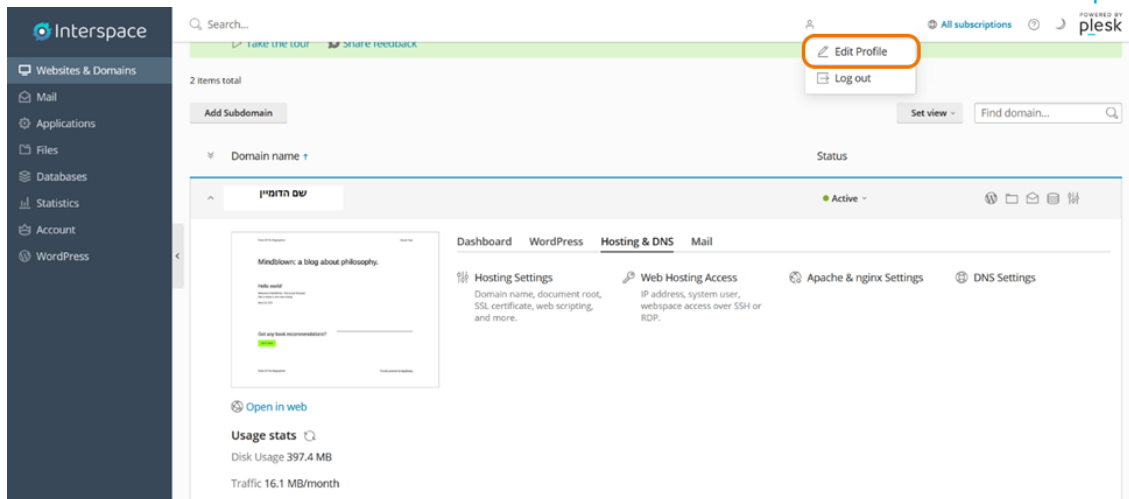 Interspace
Search...
All subscriptions
POWERED BY
plesk
Take the tour Share feedback
Edit Profile
Log out
Websites & Domains
Mail
Applications
Files
Databases
Statistics
Account
WordPress
2 items total
Add Subdomain
Set view
Find domain...
Domain name
Status
שם הדומיין
Active
Dashboard WordPress Hosting & DNS Mail
Mindblown: a blog about philosophy.
Hello world!
Got any book recommendations?
Hosting Settings
Domain name, document root,
SSL certificate, web scripting,
and more.
Web Hosting Access
IP address, system user,
webspace access over SSH or
RDP.
Apache & nginx Settings
DNS Settings
Open in web
Usage stats
Disk Usage 397.4 MB
Traffic 16.1 MB/month